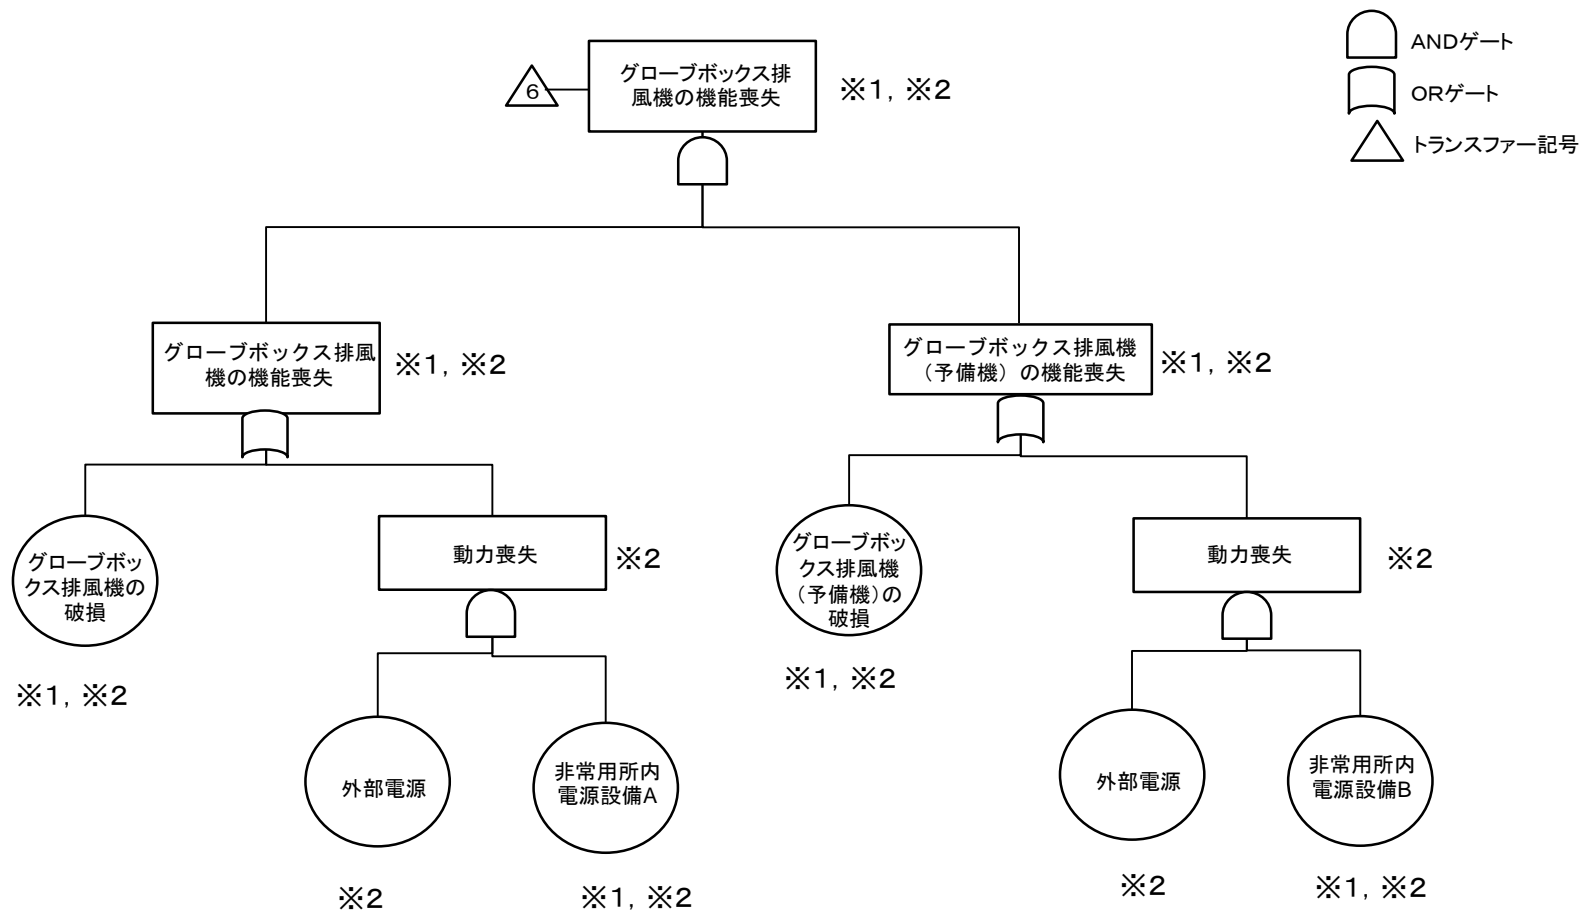 グローブボックス排
風機の機能喪失
6
※1, ※2
ANDゲート
ORゲート
トランスファー記号
グローブボックス排風
機の機能喪失
※1, ※2
グローブボックス排風機
(予備機)の機能喪失
※1, ※2
グローブボッ
クス排風機の
破損
※1, ※2
動力喪失
※2
グローブボッ
クス排風機
(予備機)の
破損
※1, ※2
動力喪失
※2
外部電源
※2
非常用所内
電源設備A
※1, ※2
外部電源
※2
非常用所内
電源設備B
※1, ※2